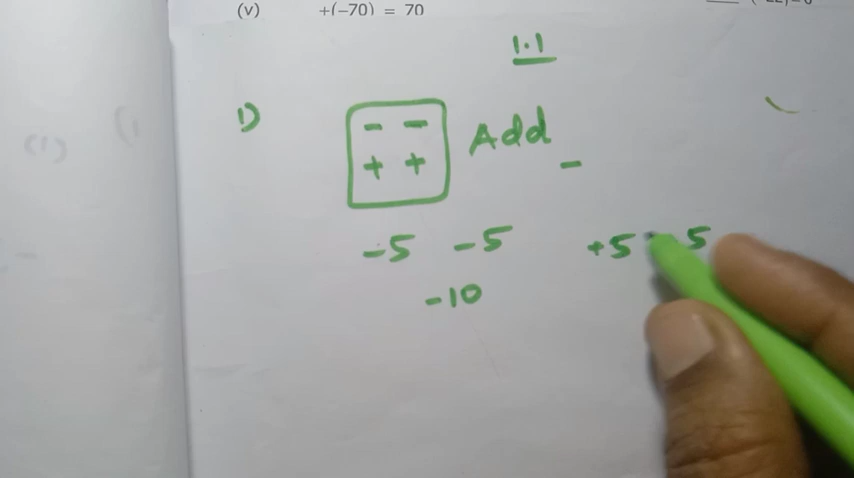 (v) +(−70) = 70
1.1
1)
- - Add
+ +
-
-5 -5 +5 5
-10